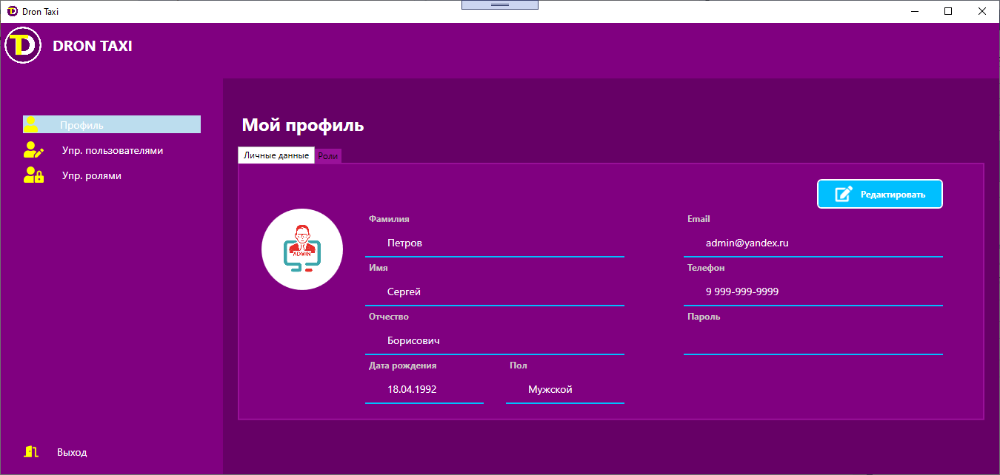 Dron Taxi
TD
DRON TAXI
Профиль
Упр. пользователями
Упр. ролями
Выход
Мой профиль
Личные данные Роли
Редактировать
ADMIN
Фамилия Email
Петров admin@yandex.ru
Имя Телефон
Сергей 9 999-999-9999
Отчество Пароль
Борисович
Дата рождения Пол
18.04.1992 Мужской